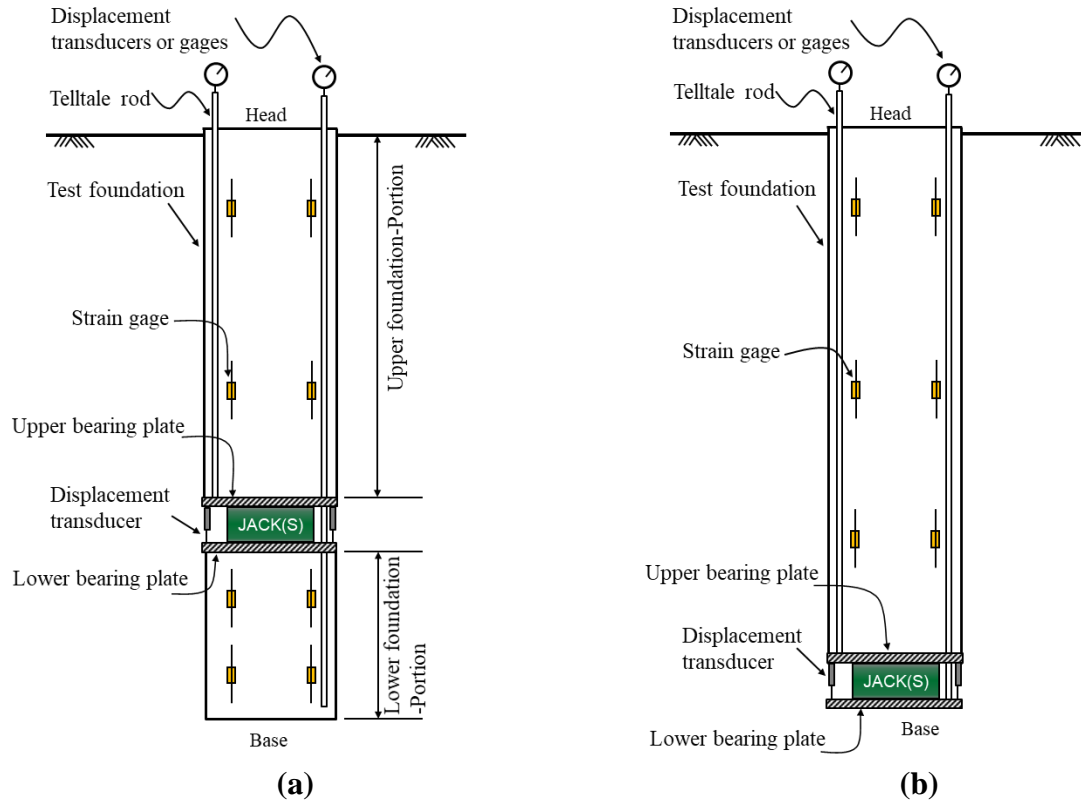 Displacement
transducers or gages
Telltale rod
Head
Test foundation
Upper foundation-Portion
Strain gage
Upper bearing plate
Displacement
transducer
JACK(S)
Lower bearing plate
Lower foundation
-Portion
Base
(a)
Displacement
transducers or gages
Telltale rod
Head
Test foundation
Strain gage
Upper bearing plate
Displacement
transducer
JACK(S)
Lower bearing plate
Base
(b)